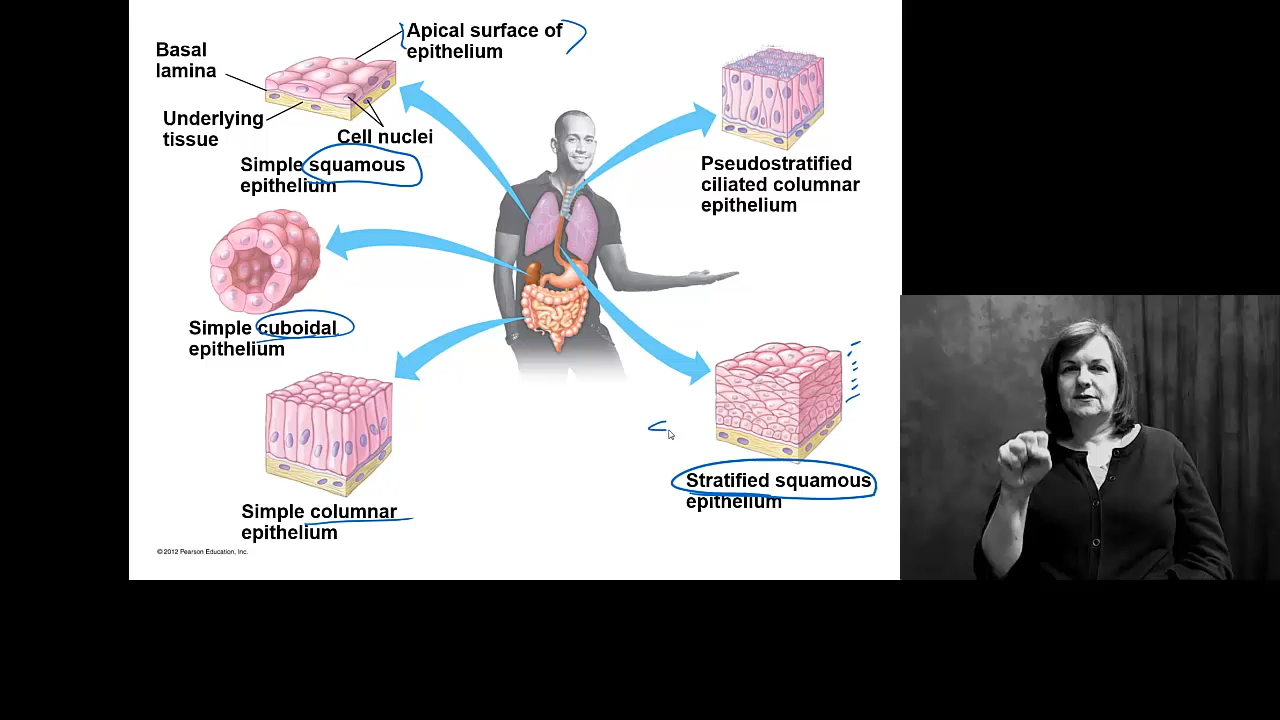 Apical surface of
epithelium
Basal
lamina
Underlying
tissue
Cell nuclei
Simple squamous
epithelium
Pseudostratified
ciliated columnar
epithelium
Simple cuboidal
epithelium
Stratified squamous
epithelium
Simple columnar
epithelium
© 2012 Pearson Education, Inc.